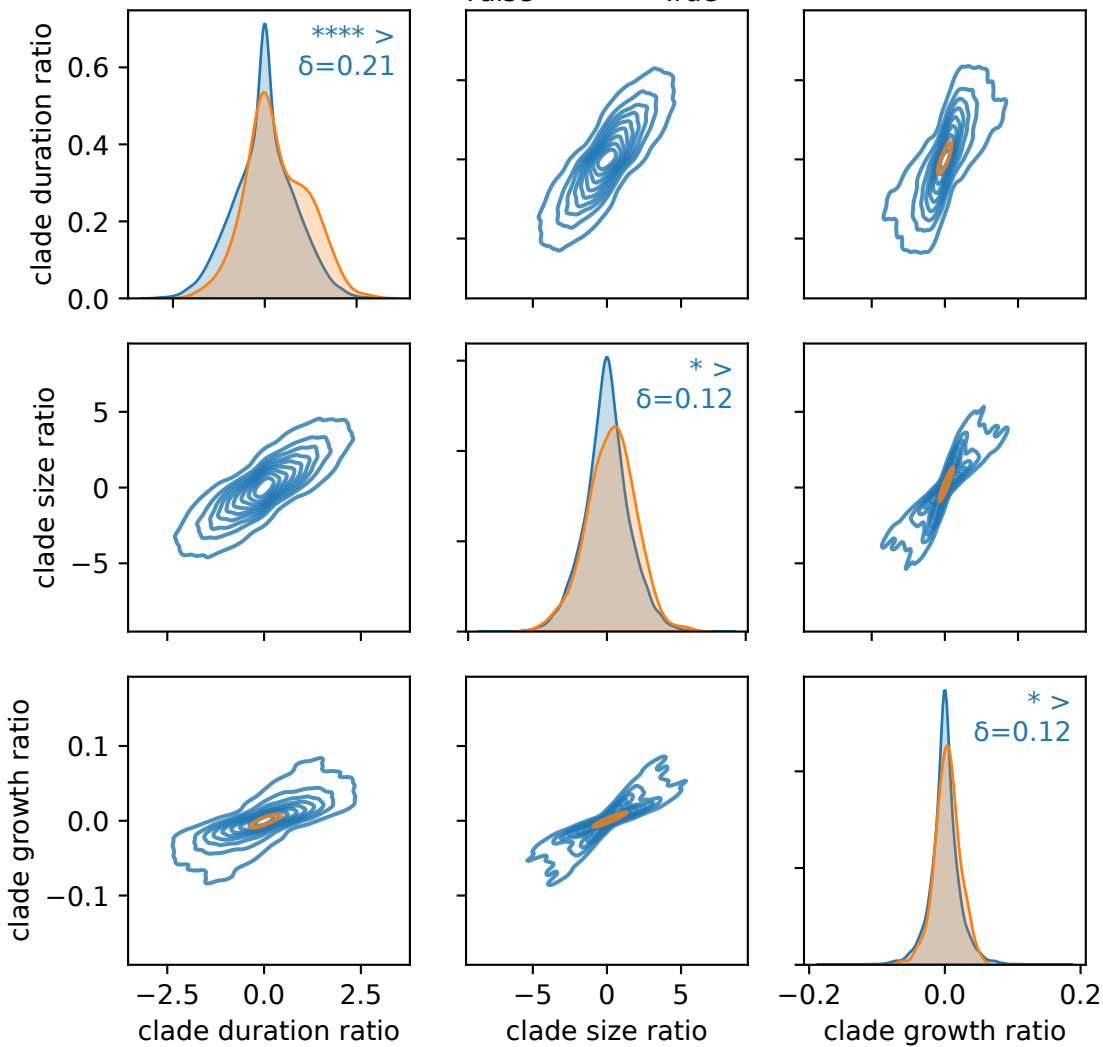 clade duration ratio
0.6
0.4
0.2
0.0
**** >
δ=0.21
clade size ratio
5
0
−5
* >
δ=0.12
clade growth ratio
0.1
0.0
−0.1
* >
δ=0.12
−2.5 0.0 2.5
−5 0 5
−0.2 0.0 0.2
clade duration ratio
clade size ratio
clade growth ratio